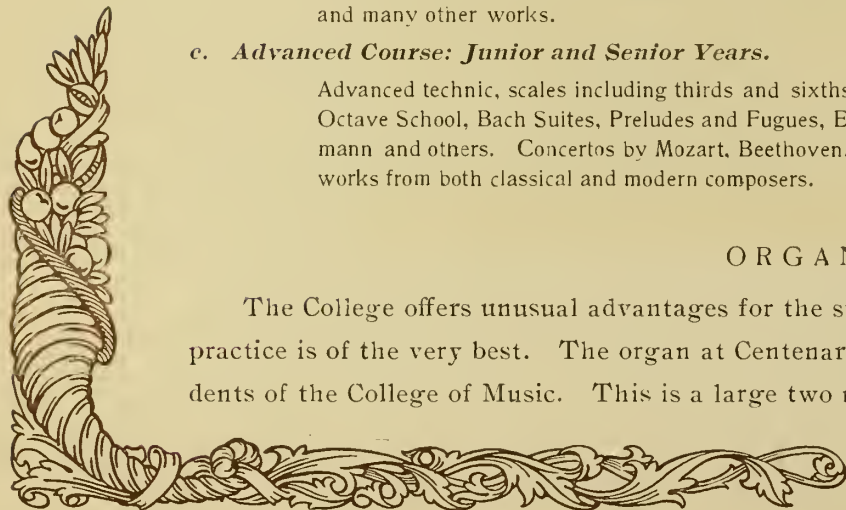 and many other works.
c. Advanced Course: Junior and Senior Years.
Advanced technic, scales including thirds and sixths
Octave School, Bach Suites, Preludes and Fugues, E
mann and others. Concertos by Mozart, Beethoven,
works from both classical and modern composers.
ORGAN
The College offers unusual advantages for the s
practice is of the very best. The organ at Centenar
dents of the College of Music. This is a large two